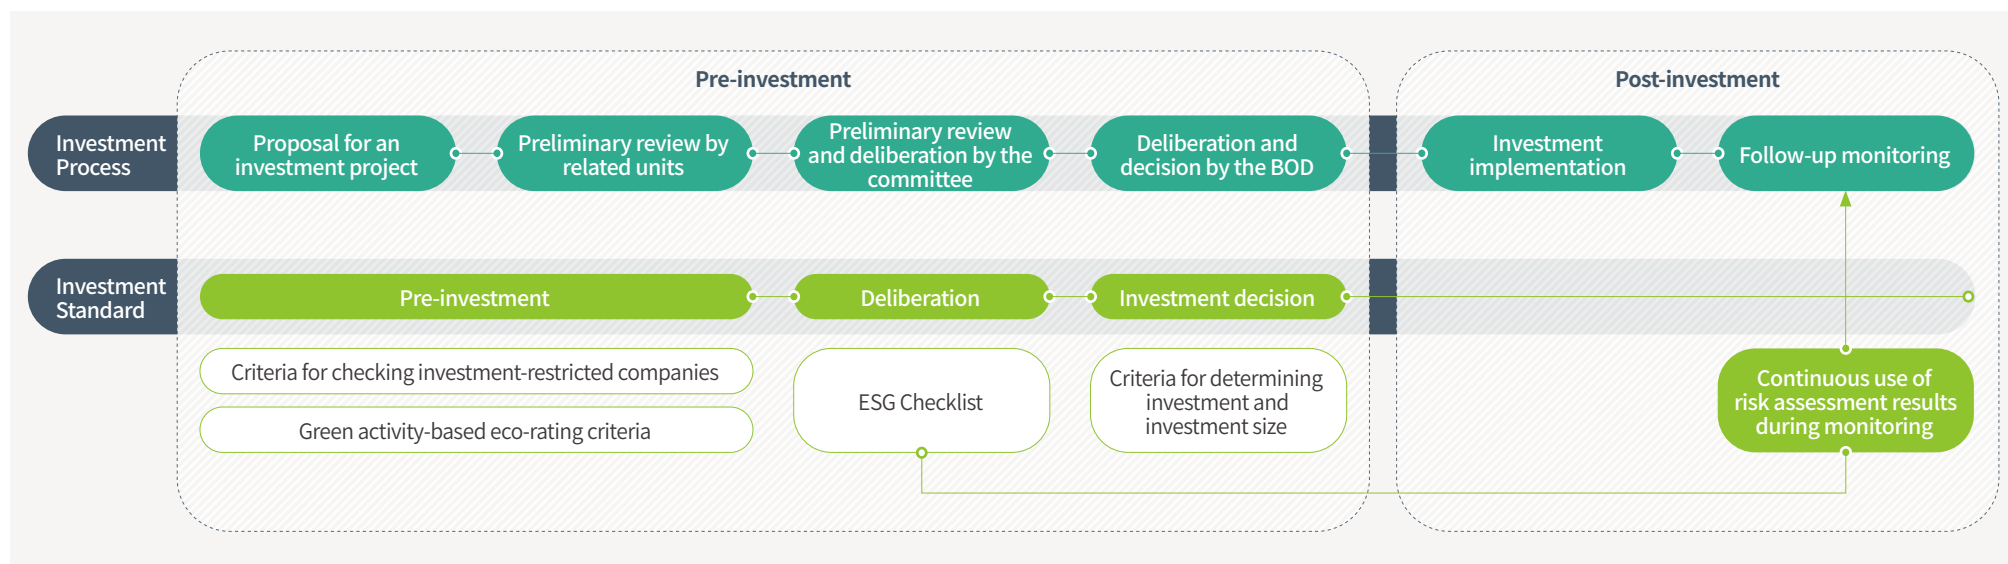 Pre-investment
Post-investment
Investment
Process
Proposal for an
investment project
Preliminary review by
related units
Preliminary review
and deliberation by the
committee
Deliberation and
decision by the BOD
Investment
implementation
Follow-up monitoring
Investment
Standard
Pre-investment
Deliberation
Investment decision
Criteria for checking investment-restricted companies
Green activity-based eco-rating criteria
ESG Checklist
Criteria for determining
investment and
investment size
Continuous use of
risk assessment results
during monitoring